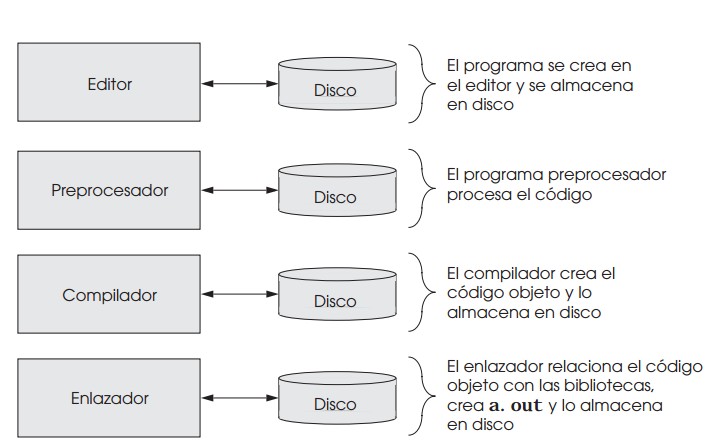 Editor
Disco
El programa se crea en
el editor y se almacena
en disco
Preprocesador
Disco
El programa preprocesador
procesa el código
Compilador
Disco
El compilador crea el
código objeto y lo
almacena en disco
Enlazador
Disco
El enlazador relaciona el código
objeto con las bibliotecas,
crea a. out y lo almacena
en disco